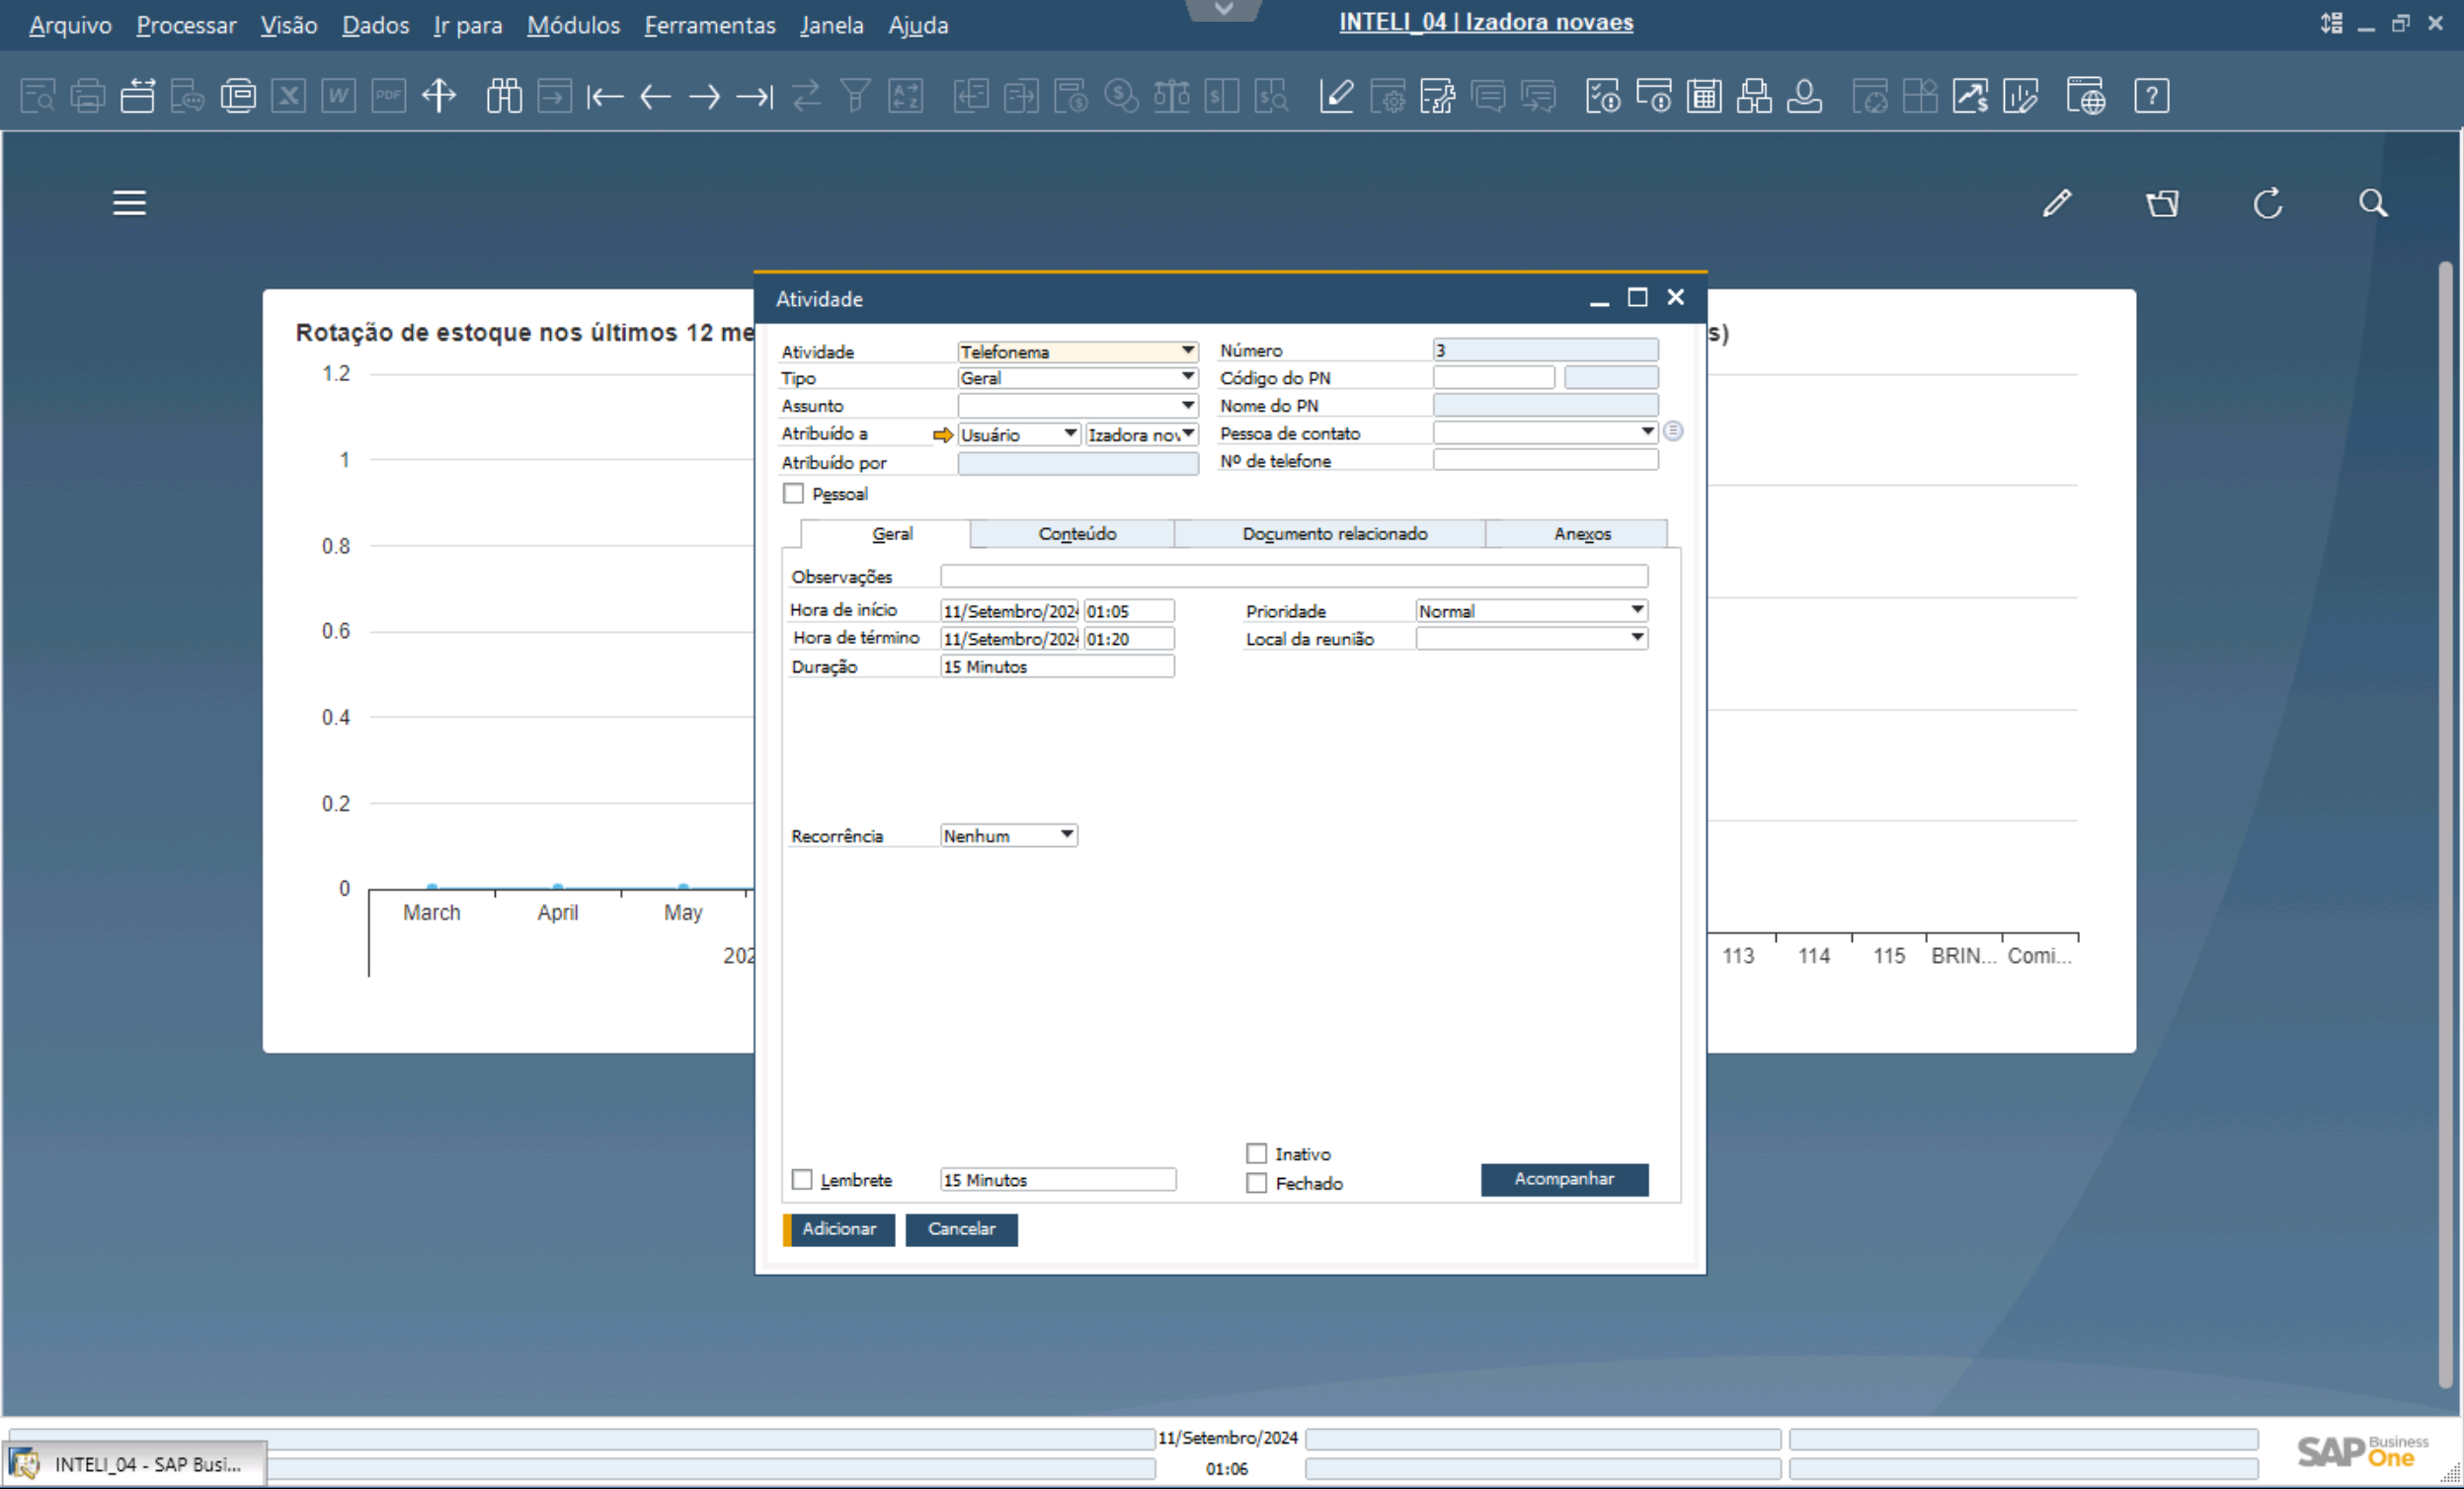 Arquivo Processar Visão Dados Ir para Módulos Ferramentas Janela Ajuda
INTELI_04 | Izadora novaes
Rotação de estoque nos últimos 12 me
s)
1.2
1
0.8
0.6
0.4
0.2
0
March April May
202
113 114 115 BRIN... Comi...
Atividade
Atividade Telefonema Número 3
Tipo Geral Código do PN
Assunto Nome do PN
Atribuído a Usuário Izadora nov Pessoa de contato
Atribuído por Nº de telefone
Pessoal
Geral Conteúdo Documento relacionado Anexos
Observações
Hora de início 11/Setembro/2024 01:05 Prioridade Normal
Hora de término 11/Setembro/2024 01:20 Local da reunião
Duração 15 Minutos
Recorrência Nenhum
Inativo
Lembrete 15 Minutos Fechado Acompanhar
Adicionar Cancelar
11/Setembro/2024
01:06
INTELI_04 - SAP Busi...
SAP Business One